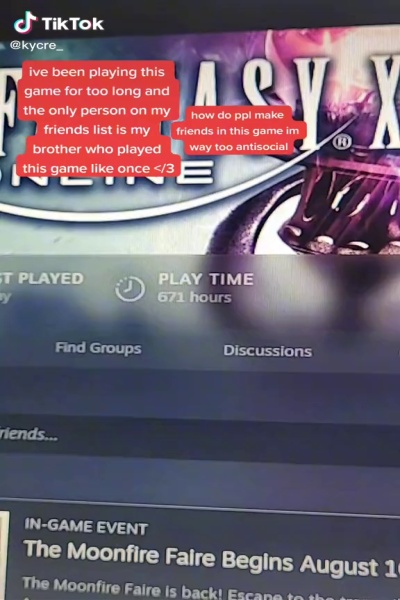 TikTok
@kycre_
ive been playing this
game for too long and
the only person on my
friends list is my
brother who played
this game like once </3
how do ppl make
friends in this game im
way too antisocial
F ASY X
®
ONLINE
ST PLAYED
ay
PLAY TIME
671 hours
Find Groups
Discussions
riends...
IN-GAME EVENT
The Moonfire Faire Begins August 1
The Moonfire Faire is back! Escape to the